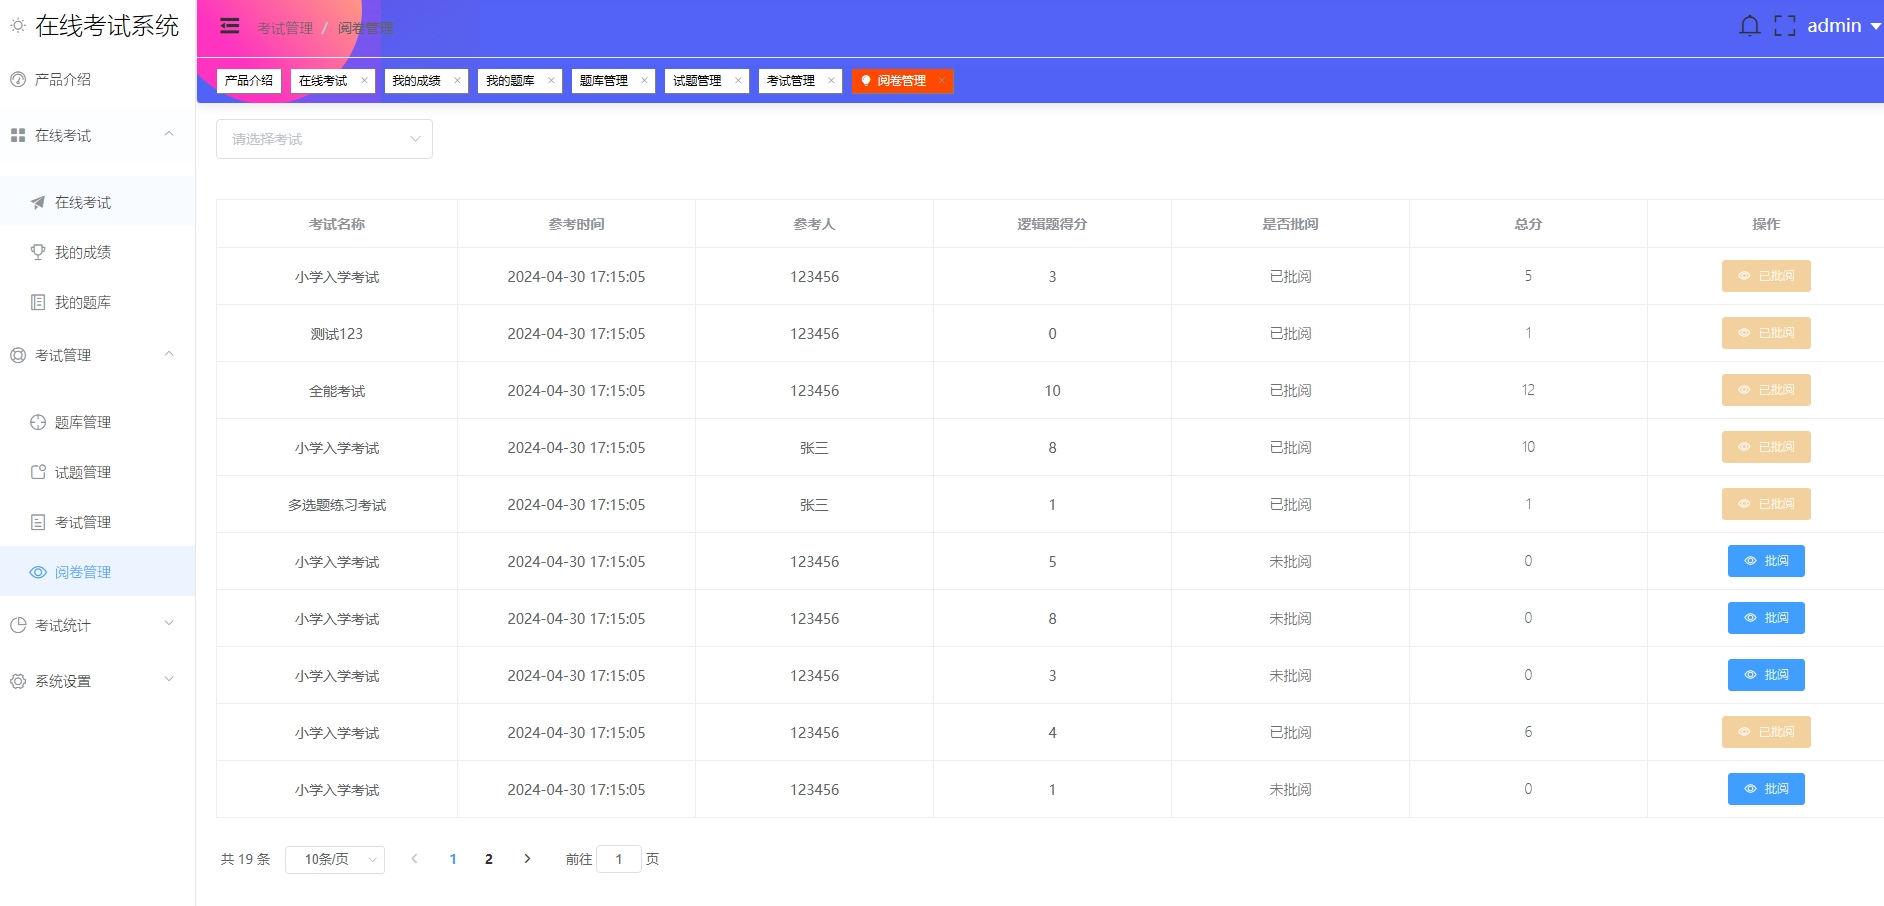 在线考试系统
考试管理 / 阅卷管理
admin
产品介绍
在线考试 ×
我的成绩 ×
我的题库 ×
题库管理 ×
试题管理 ×
考试管理 ×
阅卷管理 ×
产品介绍
在线考试
在线考试
我的成绩
我的题库
考试管理
题库管理
试题管理
考试管理
阅卷管理
考试统计
系统设置
请选择考试
考试名称 参考时间 参考人 逻辑题得分 是否批阅 总分 操作
小学入学考试 2024-04-30 17:15:05 123456 3 已批阅 5 已批阅
测试123 2024-04-30 17:15:05 123456 0 已批阅 1 已批阅
全能考试 2024-04-30 17:15:05 123456 10 已批阅 12 已批阅
小学入学考试 2024-04-30 17:15:05 张三 8 已批阅 10 已批阅
多选题练习考试 2024-04-30 17:15:05 张三 1 已批阅 1 已批阅
小学入学考试 2024-04-30 17:15:05 123456 5 未批阅 0 批阅
小学入学考试 2024-04-30 17:15:05 123456 8 未批阅 0 批阅
小学入学考试 2024-04-30 17:15:05 123456 3 未批阅 0 批阅
小学入学考试 2024-04-30 17:15:05 123456 4 已批阅 6 已批阅
小学入学考试 2024-04-30 17:15:05 123456 1 未批阅 0 批阅
共 19 条 10条/页 1 2 前往 1 页